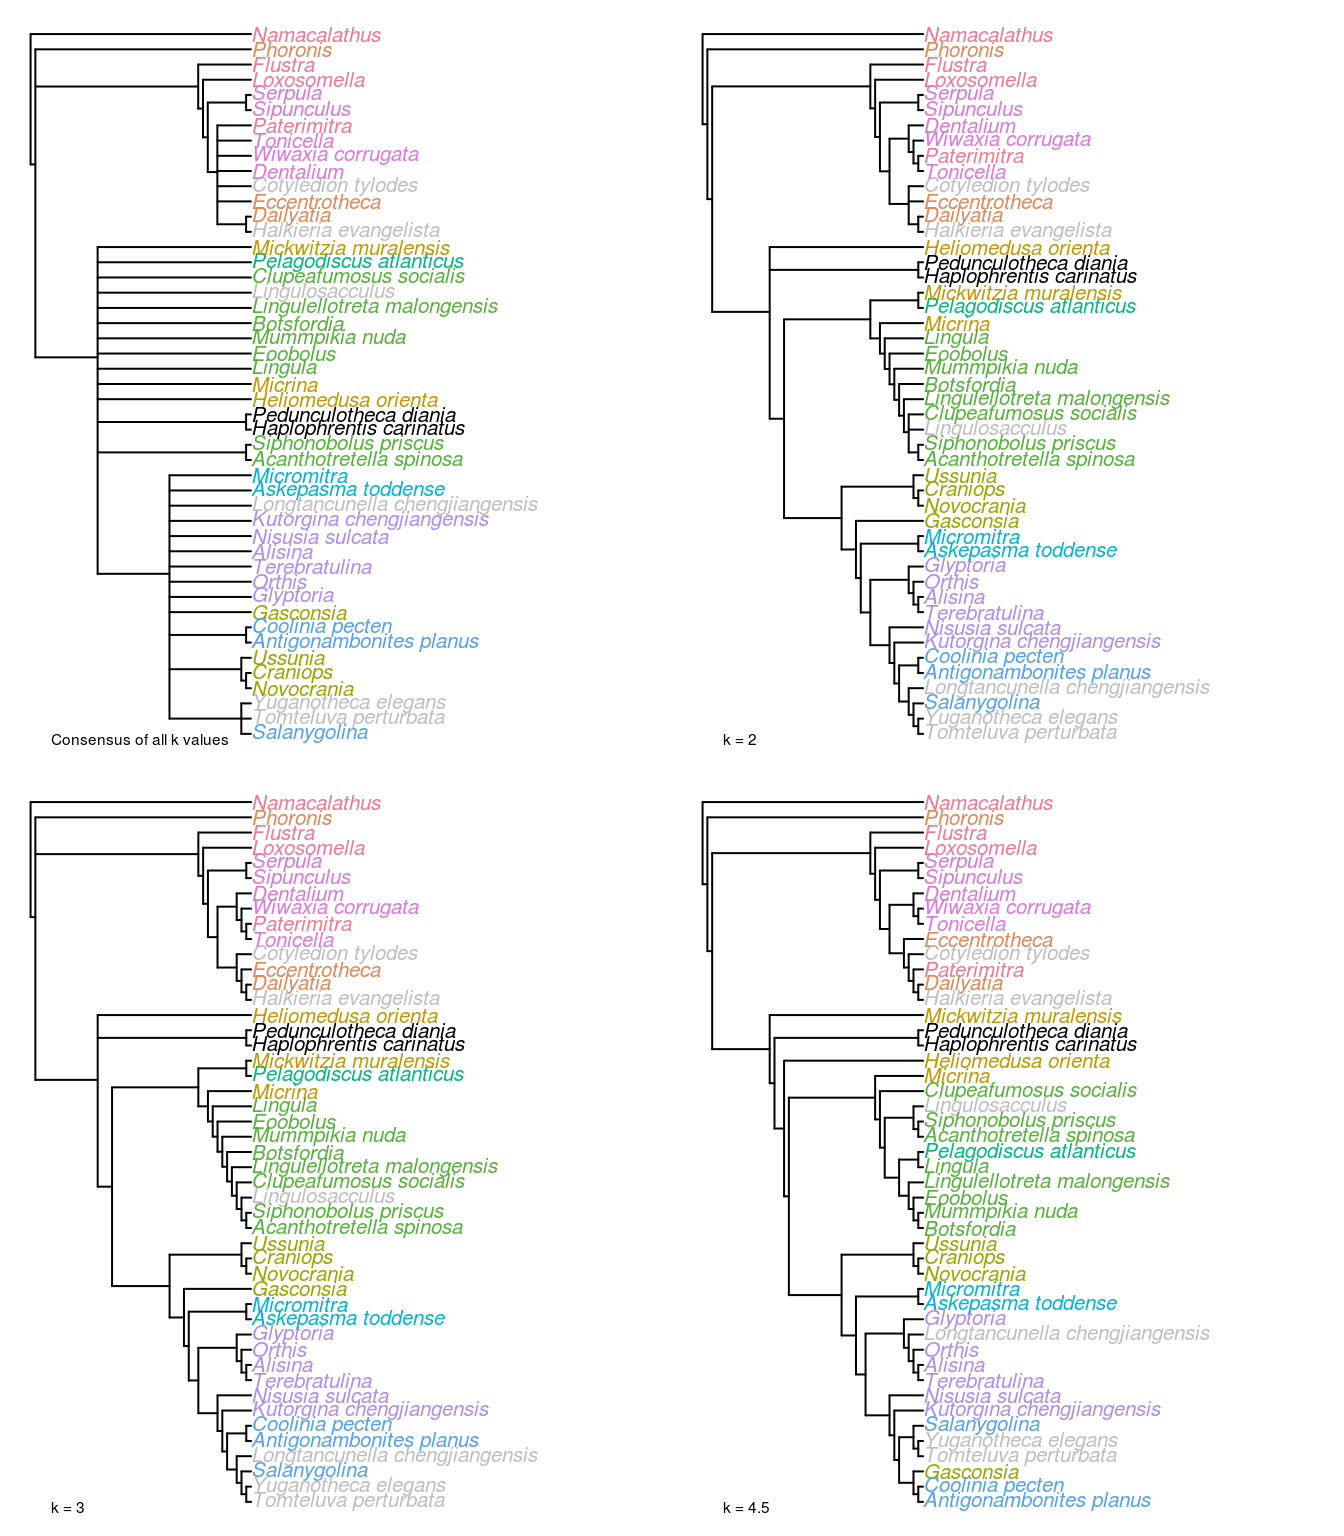 Namacalathus
Phoronis
Flustra
Loxosomella
Serpula
Sipunculus
Paterimitra
Tonicella
Wiwaxia corrugata
Dentalium
Cotyledion tylodes
Eccentrotheca
Dailyatia
Halkieria evangelista
Mickwitzia muralensis
Pelagodiscus atlanticus
Clupeafumosus socialis
Lingulosacculus
Lingulellotreta malongensis
Botsfordia
Mummpikia nuda
Eoobolus
Lingula
Micrina
Heliomedusa orienta
Pedunculotheca diania
Haplophrentis carinatus
Siphonobolus priscus
Acanthotretella spinosa
Micromitra
Askepasma toddense
Longtancunella chengjiangensis
Kutorgina chengjiangensis
Nisusia sulcata
Alisina
Terebratulina
Orthis
Glyptoria
Gasconsia
Coolinia pecten
Antigonambonites planus
Ussunia
Craniops
Novocrania
Yuganotheca elegans
Tomteluva perturbata
Salanygolina
Consensus of all k values
Namacalathus
Phoronis
Flustra
Loxosomella
Serpula
Sipunculus
Dentalium
Wiwaxia corrugata
Paterimitra
Tonicella
Cotyledion tylodes
Eccentrotheca
Dailyatia
Halkieria evangelista
Heliomedusa orienta
Pedunculotheca diania
Haplophrentis carinatus
Mickwitzia muralensis
Pelagodiscus atlanticus
Micrina
Lingula
Eoobolus
Mummpikia nuda
Botsfordia
Lingulellotreta malongensis
Clupeafumosus socialis
Lingulosacculus
Siphonobolus priscus
Acanthotretella spinosa
Ussunia
Craniops
Novocrania
Gasconsia
Micromitra
Askepasma toddense
Glyptoria
Orthis
Alisina
Terebratulina
Nisusia sulcata
Kutorgina chengjiangensis
Coolinia pecten
Antigonambonites planus
Longtancunella chengjiangensis
Salanygolina
Yuganotheca elegans
Tomteluva perturbata
k = 2
Namacalathus
Phoronis
Flustra
Loxosomella
Serpula
Sipunculus
Dentalium
Wiwaxia corrugata
Paterimitra
Tonicella
Cotyledion tylodes
Eccentrotheca
Dailyatia
Halkieria evangelista
Heliomedusa orienta
Pedunculotheca diania
Haplophrentis carinatus
Mickwitzia muralensis
Pelagodiscus atlanticus
Micrina
Lingula
Eoobolus
Mummpikia nuda
Botsfordia
Lingulellotreta malongensis
Clupeafumosus socialis
Lingulosacculus
Siphonobolus priscus
Acanthotretella spinosa
Ussunia
Craniops
Novocrania
Gasconsia
Micromitra
Askepasma toddense
Glyptoria
Orthis
Alisina
Terebratulina
Nisusia sulcata
Kutorgina chengjiangensis
Coolinia pecten
Antigonambonites planus
Longtancunella chengjiangensis
Salanygolina
Yuganotheca elegans
Tomteluva perturbata
k = 3
Namacalathus
Phoronis
Flustra
Loxosomella
Serpula
Sipunculus
Dentalium
Wiwaxia corrugata
Tonicella
Eccentrotheca
Cotyledion tylodes
Paterimitra
Dailyatia
Halkieria evangelista
Mickwitzia muralensis
Pedunculotheca diania
Haplophrentis carinatus
Heliomedusa orienta
Micrina
Clupeafumosus socialis
Lingulosacculus
Siphonobolus priscus
Acanthotretella spinosa
Pelagodiscus atlanticus
Lingula
Lingulellotreta malongensis
Eoobolus
Mummpikia nuda
Botsfordia
Ussunia
Craniops
Novocrania
Micromitra
Askepasma toddense
Glyptoria
Longtancunella chengjiangensis
Orthis
Alisina
Terebratulina
Nisusia sulcata
Kutorgina chengjiangensis
Salanygolina
Yuganotheca elegans
Tomteluva perturbata
Gasconsia
Coolinia pecten
Antigonambonites planus
k = 4.5